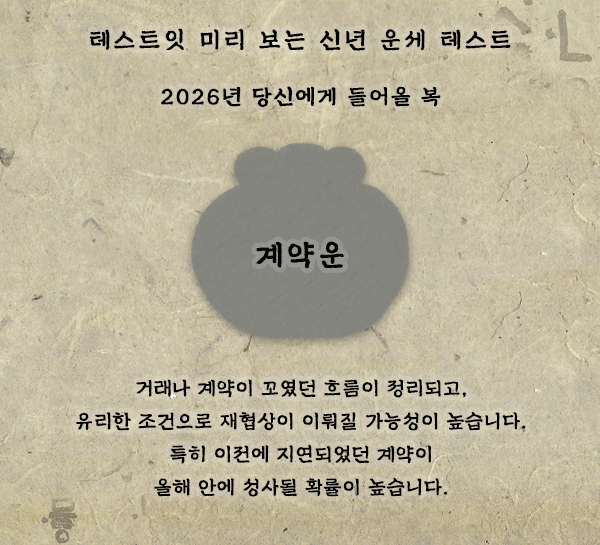 테스트잇 미리 보는 신년 운세 테스트
2026년 당신에게 들어올 복
계약운
거래나 계약이 꼬였던 흐름이 정리되고,
유리한 조건으로 재협상이 이뤄질 가능성이 높습니다.
특히 이전에 지연되었던 계약이
올해 안에 성사될 확률이 높습니다.